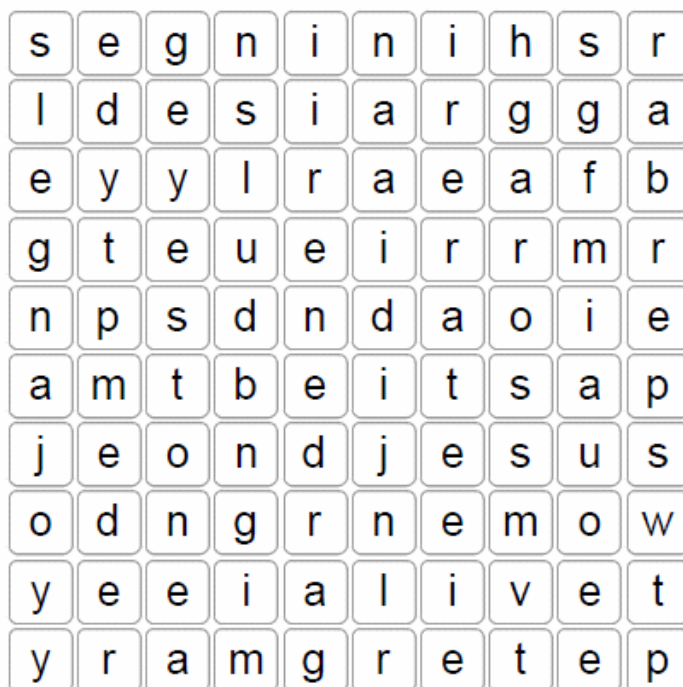 s e g n i n i h s r
l d e s i a r g g a
e y y l r a e a f b
g t e u e i r r m r
n p s d n d a o i e
a m t b e i t s a p
j e o n d j e s u s
o d n g r n e m o w
y e e i a l i v e t
y r a m g r e t e p